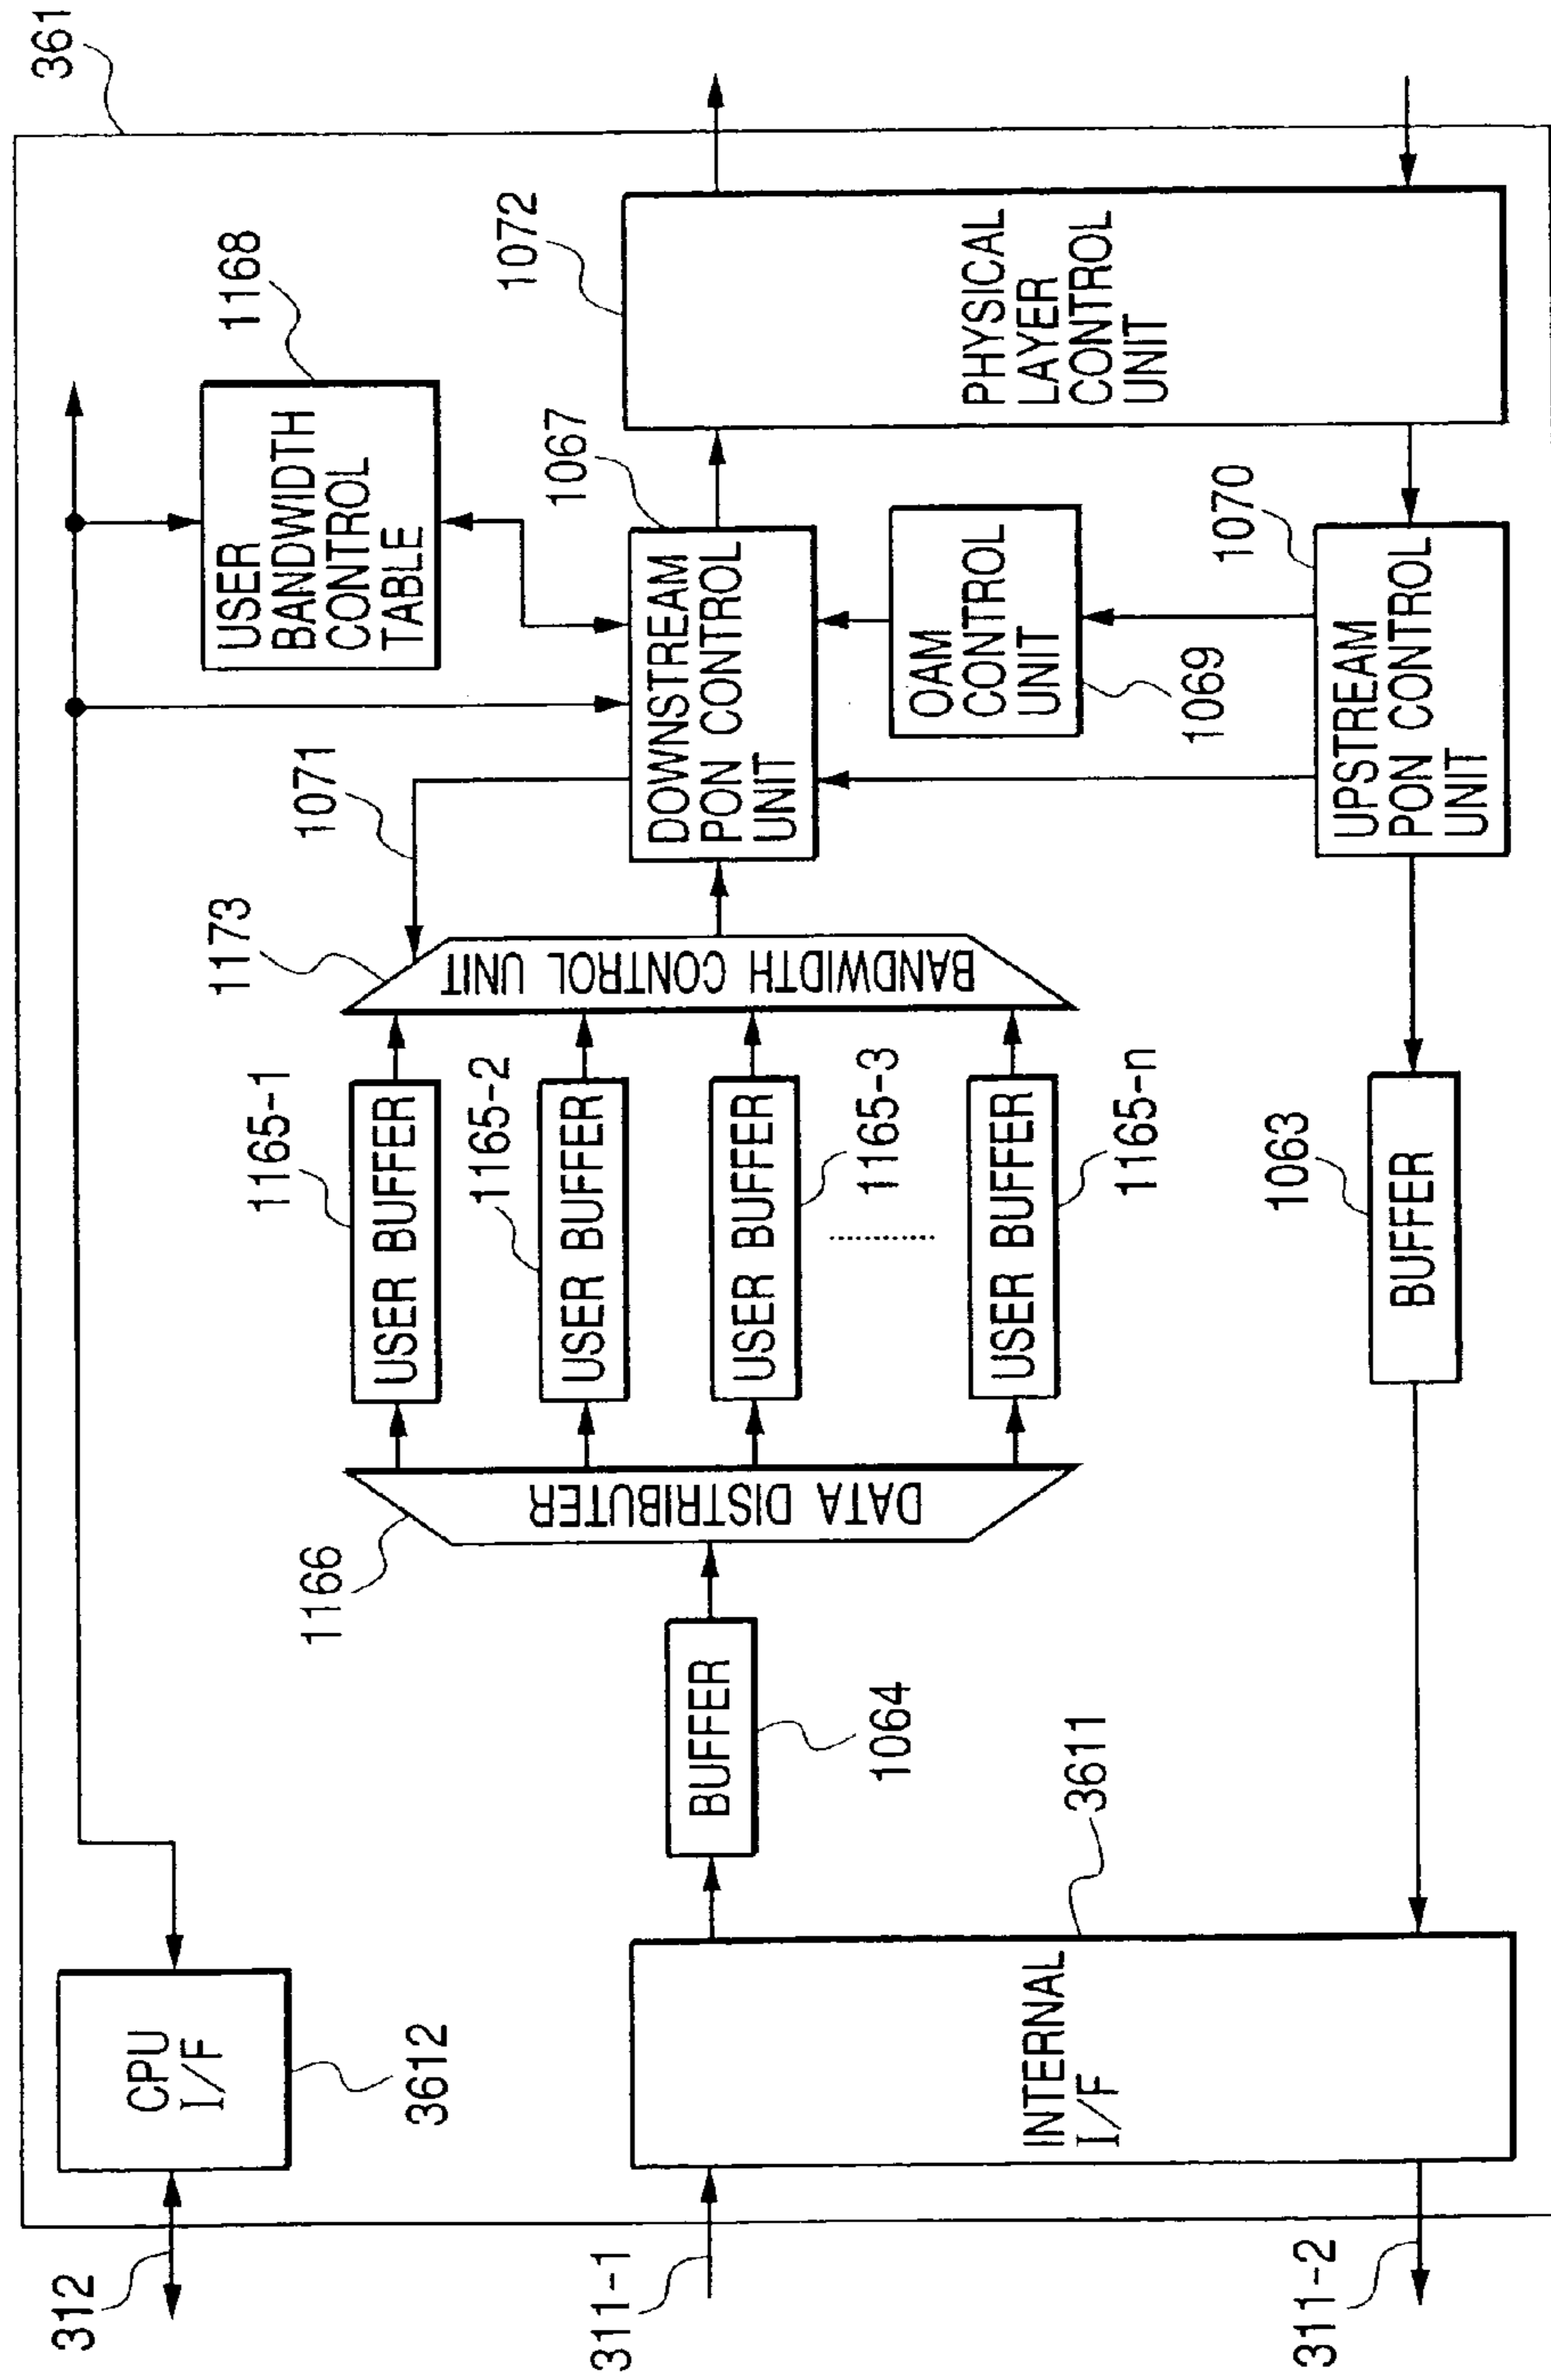 361
312
CPU
I/F
3612
USER
BANDWIDTH
CONTROL
TABLE
1168
311-1
INTERNAL
I/F
3611
311-2
BUFFER
1064
DATA DISTRIBUTER
1166
USER BUFFER
1165-1
USER BUFFER
1165-2
USER BUFFER
1165-3
USER BUFFER
1165-n
BANDWIDTH CONTROL UNIT
1173
1071
DOWNSTREAM
PON CONTROL
UNIT
1067
OAM
CONTROL
UNIT
1069
PHYSICAL
LAYER
CONTROL
UNIT
1072
UPSTREAM
PON CONTROL
UNIT
1070
BUFFER
1063